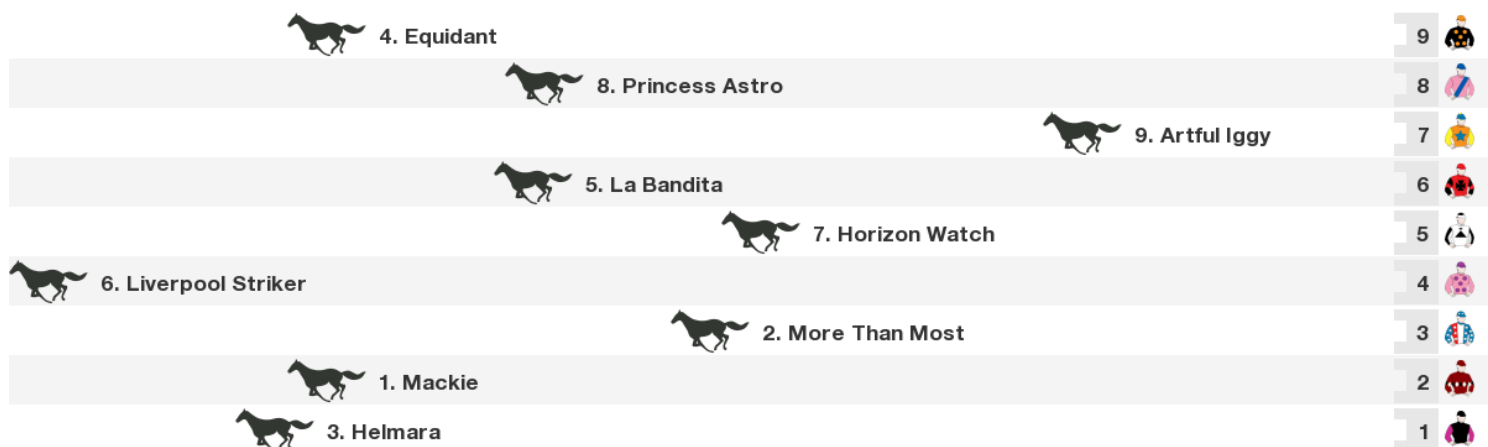 4. Equidant 9
8. Princess Astro 8
9. Artful Iggy 7
5. La Bandita 6
7. Horizon Watch 5
6. Liverpool Striker 4
2. More Than Most 3
1. Mackie 2
3. Helmara 1